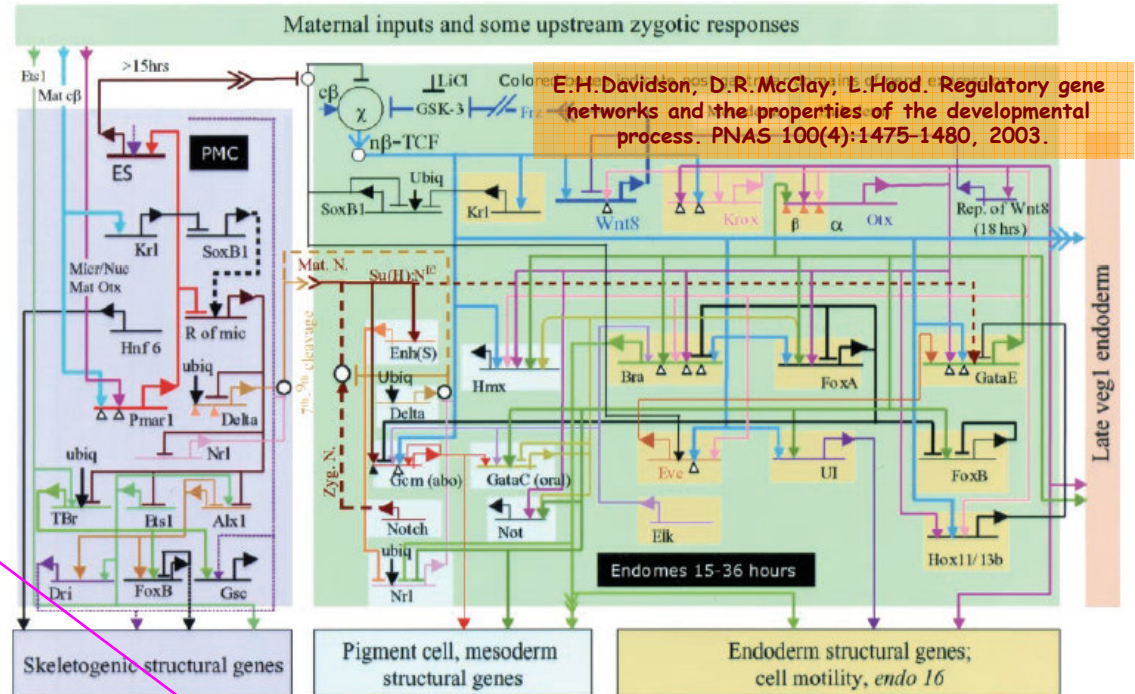 Maternal inputs and some upstream zygotic responses
Ets1
Mat cβ
>15hrs
LiCl
E.H.Davidson, D.R.McClay, L.Hood. Regulatory gene
networks and the properties of the developmental
process. PNAS 100(4):1475-1480, 2003.
cβ
χ
GSK-3
Frz
nβ-TCF
PMC
ES
Ubiq
SoxB1
Krl
Wnt8
Krox
β
α
Otx
Rep. of Wnt8
(18 hrs)
Krl
SoxB1
Micr/Nuc
Mat Otx
Mat. N.
Su(H):N
R of mic
Hnf 6
7th-9th cleavage
Enh(S)
Hmx
Bra
FoxA
GataE
ubiq
Ubiq
Pmar1
Delta
Delta
Nrl
Zyg. N.
Gcm (abo)
GataC (oral)
Eve
UI
FoxB
ubiq
TBr
Ets1
Alx1
Notch
Not
Elk
Hox11/13b
ubiq
Nrl
Endomes 15-36 hours
Dri
FoxB
Gsc
Late veg1 endoderm
Skeletogenic structural genes
Pigment cell, mesoderm
structural genes
Endoderm structural genes;
cell motility, endo 16